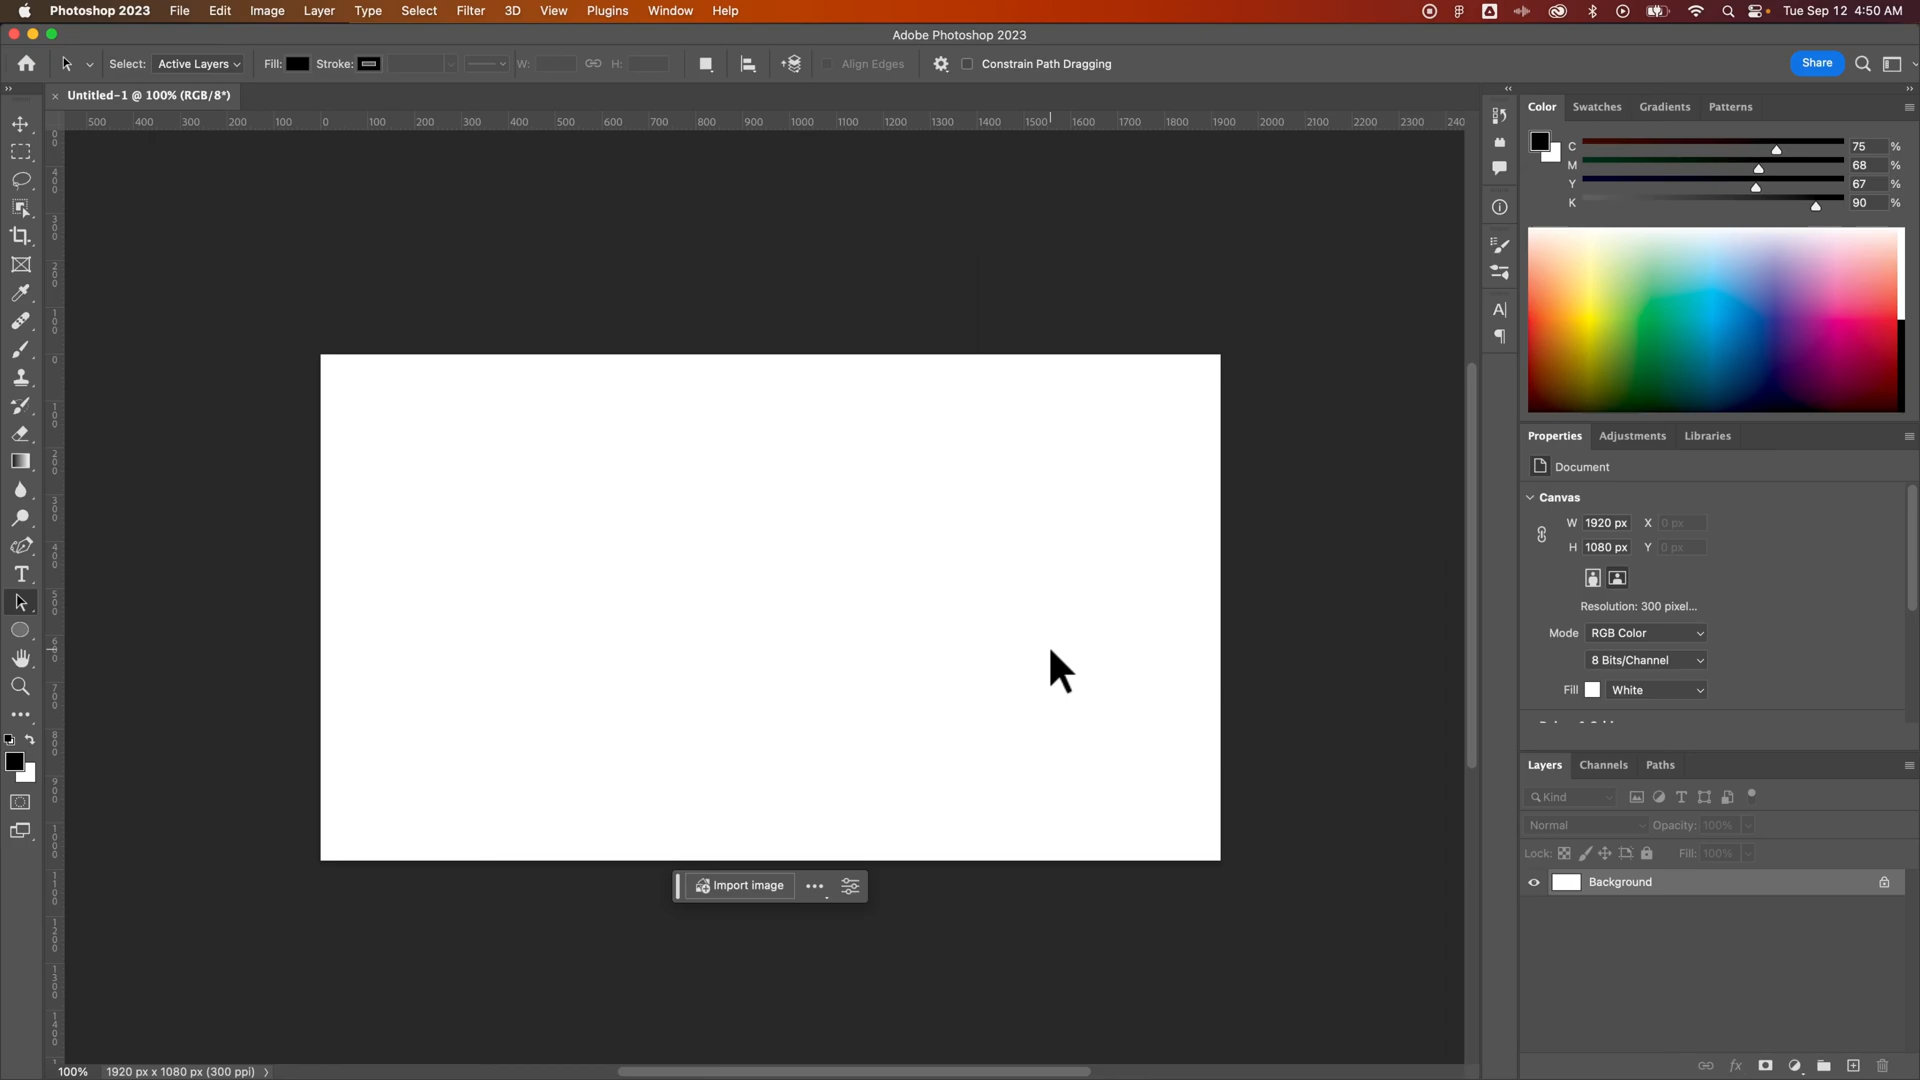 Photoshop 2023 File Edit Image Layer Type Select Filter 3D View Plugins Window Help Tue Sep 12 4:50 AM
Adobe Photoshop 2023
Select: Active Layers Fill: Stroke: W: H: Align Edges Constrain Path Dragging Share
× Untitled-1 @ 100% (RGB/8*)
500 400 300 200 100 0 100 200 300 400 500 600 700 800 900 1000 1100 1200 1300 1400 1500 1600 1700 1800 1900 2000 2100 2200 2300 240
Color Swatches Gradients Patterns
C 75 %
M 68 %
Y 67 %
K 90 %
Properties Adjustments Libraries
Document
Canvas
W 1920 px X 0 px
H 1080 px Y 0 px
Resolution: 300 pixel...
Mode RGB Color
8 Bits/Channel
Fill White
Layers Channels Paths
Kind
Normal Opacity: 100%
Lock: Fill: 100%
Background
Import image
100% 1920 px x 1080 px (300 ppi)